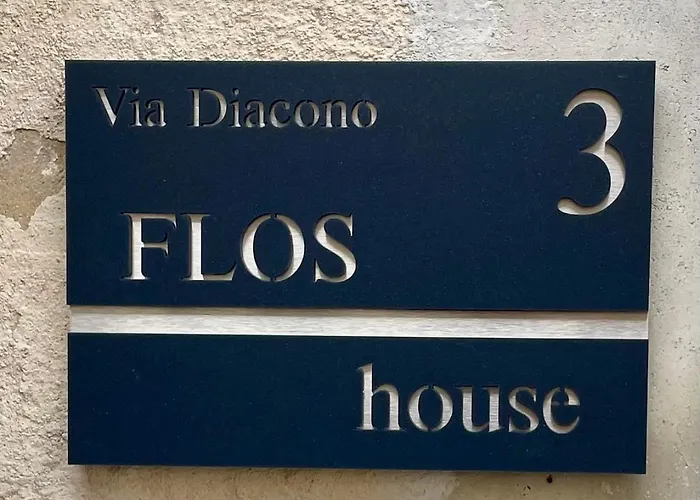 Via Diacono 3
FLOS
house